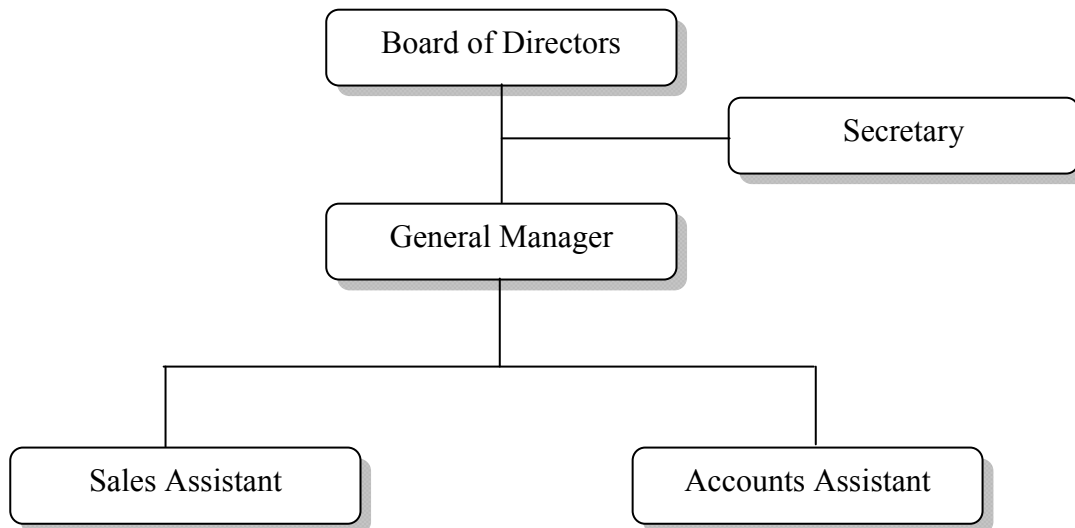 Board of Directors
Secretary
General Manager
Sales Assistant
Accounts Assistant